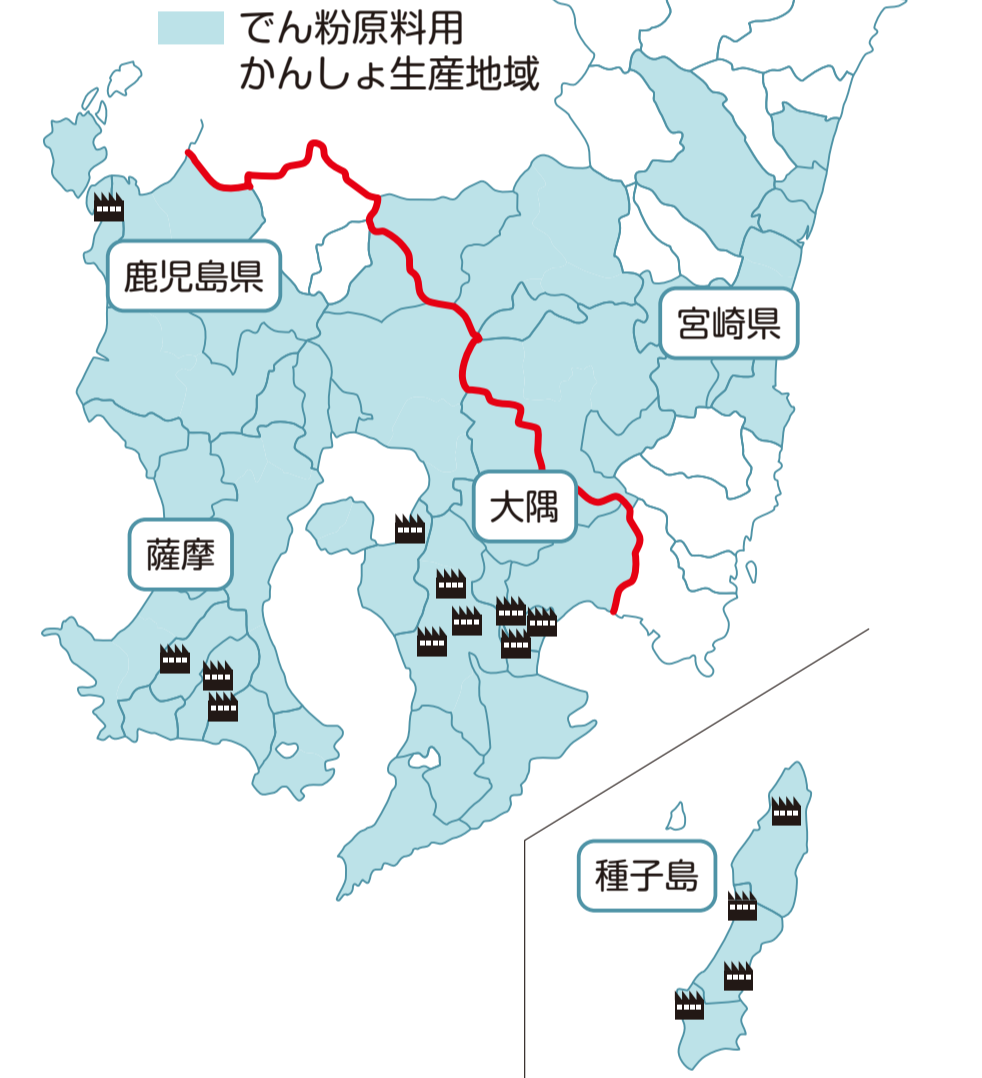 でん粉原料用
かんしょ生産地域
鹿児島県
宮崎県
大隅
薩摩
種子島